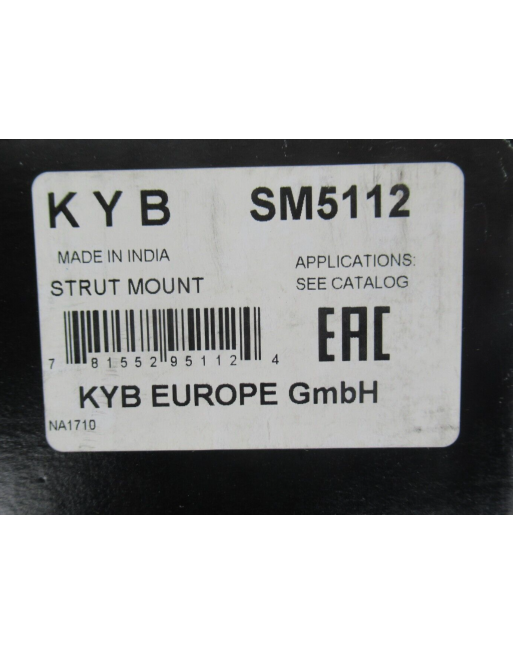 KYB SM5112
MADE IN INDIA
APPLICATIONS:
STRUT MOUNT
SEE CATALOG
7 81552 95112 4
EAC
KYB EUROPE GmbH
NA1710